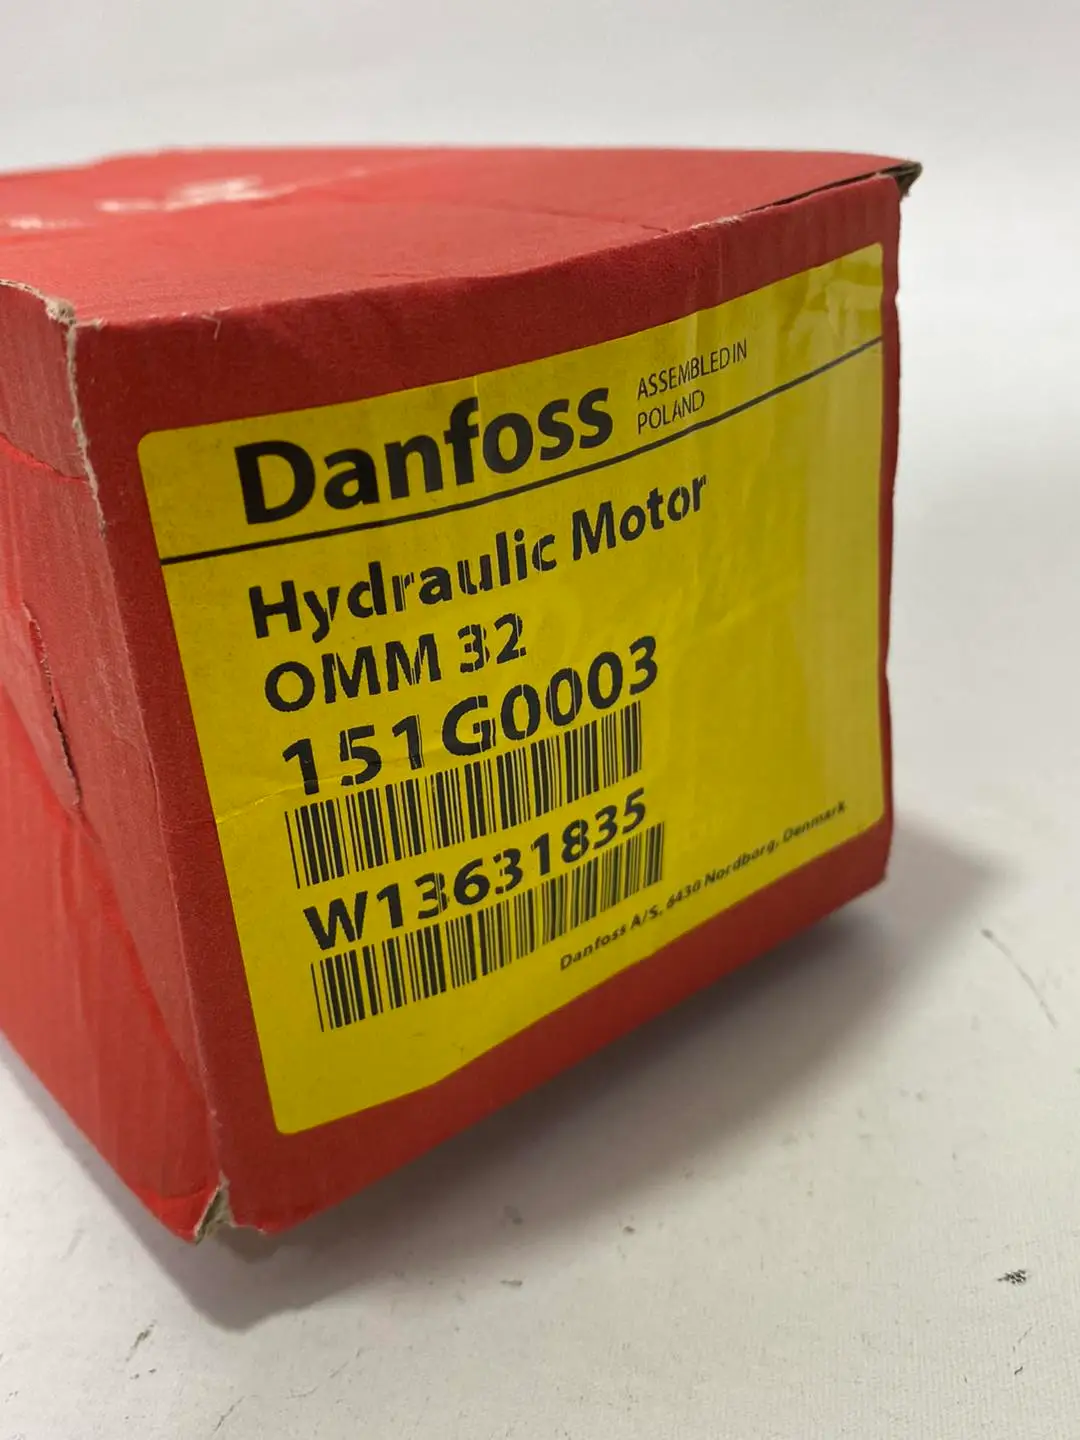 Danfoss
ASSEMBLED IN
POLAND
Hydraulic Motor
OMM 32
151G0003
W13631835
Danfoss A/S, 6430 Nordborg, Denmark